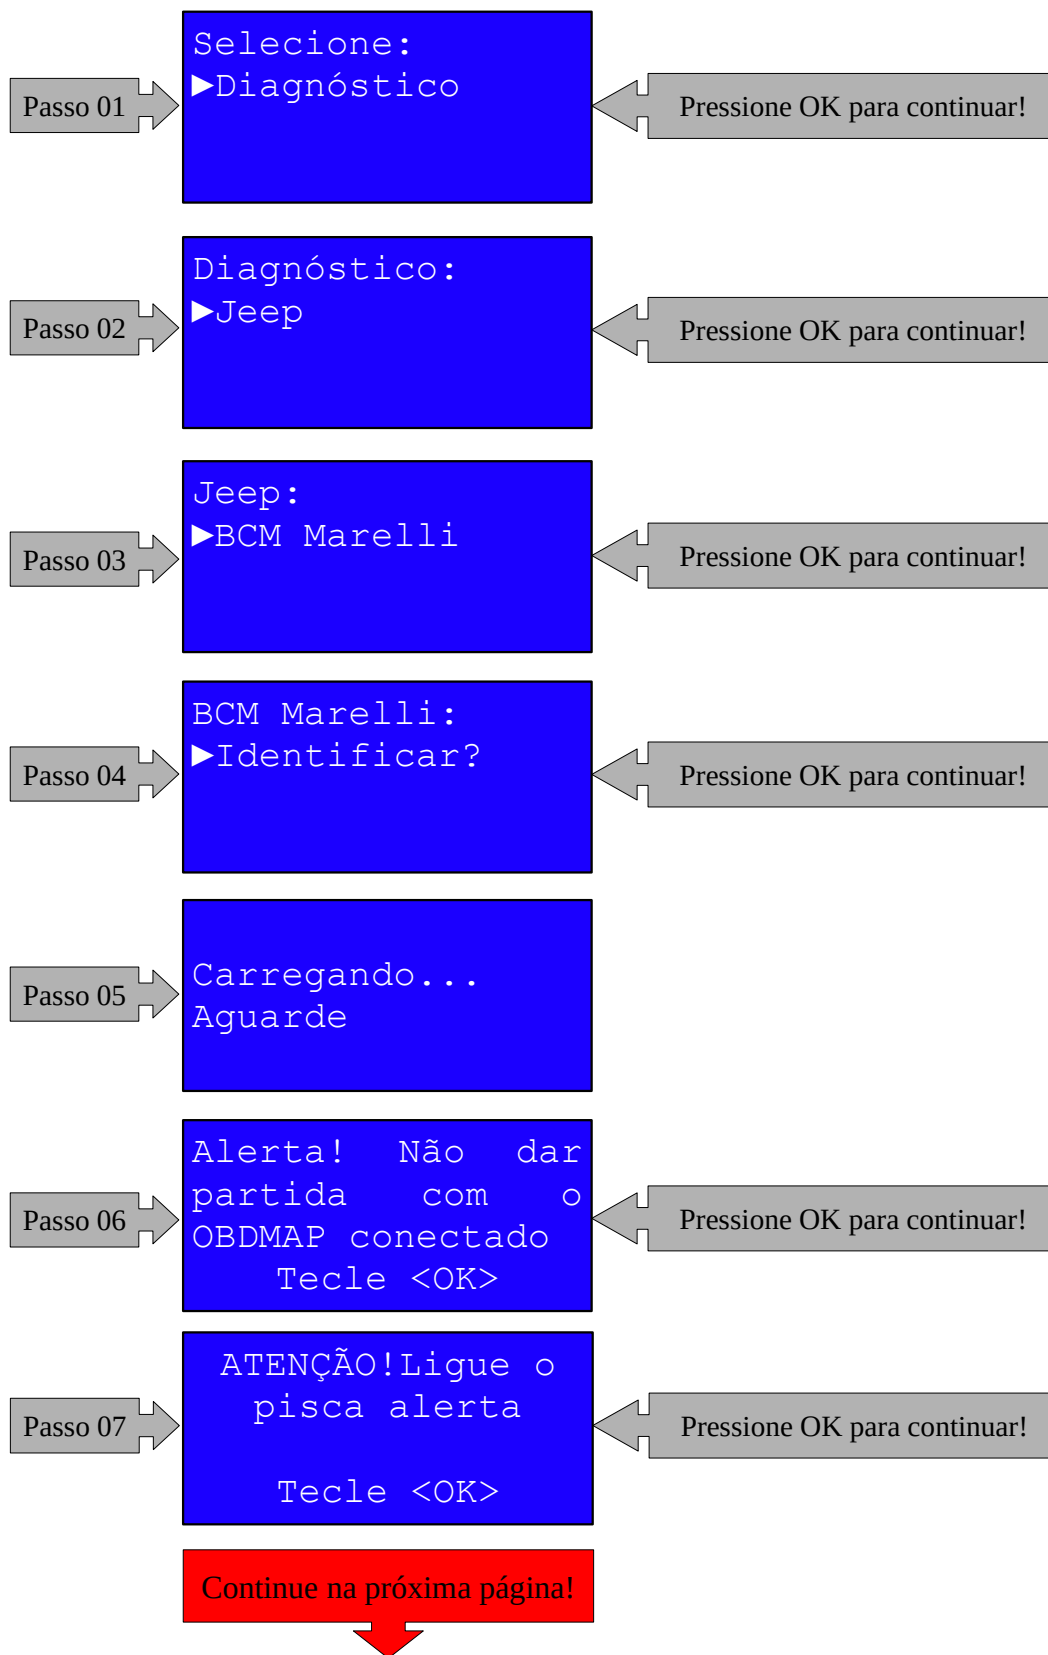 Passo 01
Selecione:
►Diagnóstico
Pressione OK para continuar!
Passo 02
Diagnóstico:
►Jeep
Pressione OK para continuar!
Passo 03
Jeep:
►BCM Marelli
Pressione OK para continuar!
Passo 04
BCM Marelli:
►Identificar?
Pressione OK para continuar!
Passo 05
Carregando...
Aguarde
Passo 06
Alerta! Não dar
partida com o
OBDMAP conectado
Tecle <OK>
Pressione OK para continuar!
Passo 07
ATENÇÃO!Ligue o
pisca alerta
Tecle <OK>
Pressione OK para continuar!
Continue na próxima página!